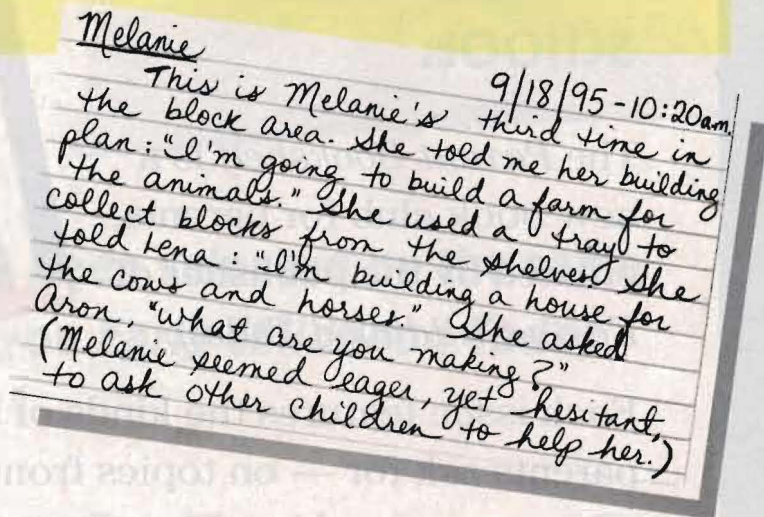 Melanie
9/18/95-10:20am.
This is Melanie's third time in
the block area. She told me her building
plan: "I'm going to build a farm for
the animals." She used a tray to
collect blocks from the shelves. She
told Lena: "I'm building a house for
the cows and horses." She asked
Aron, "what are you making?"
(Melanie seemed eager, yet hesitant,
to ask other children to help her.)